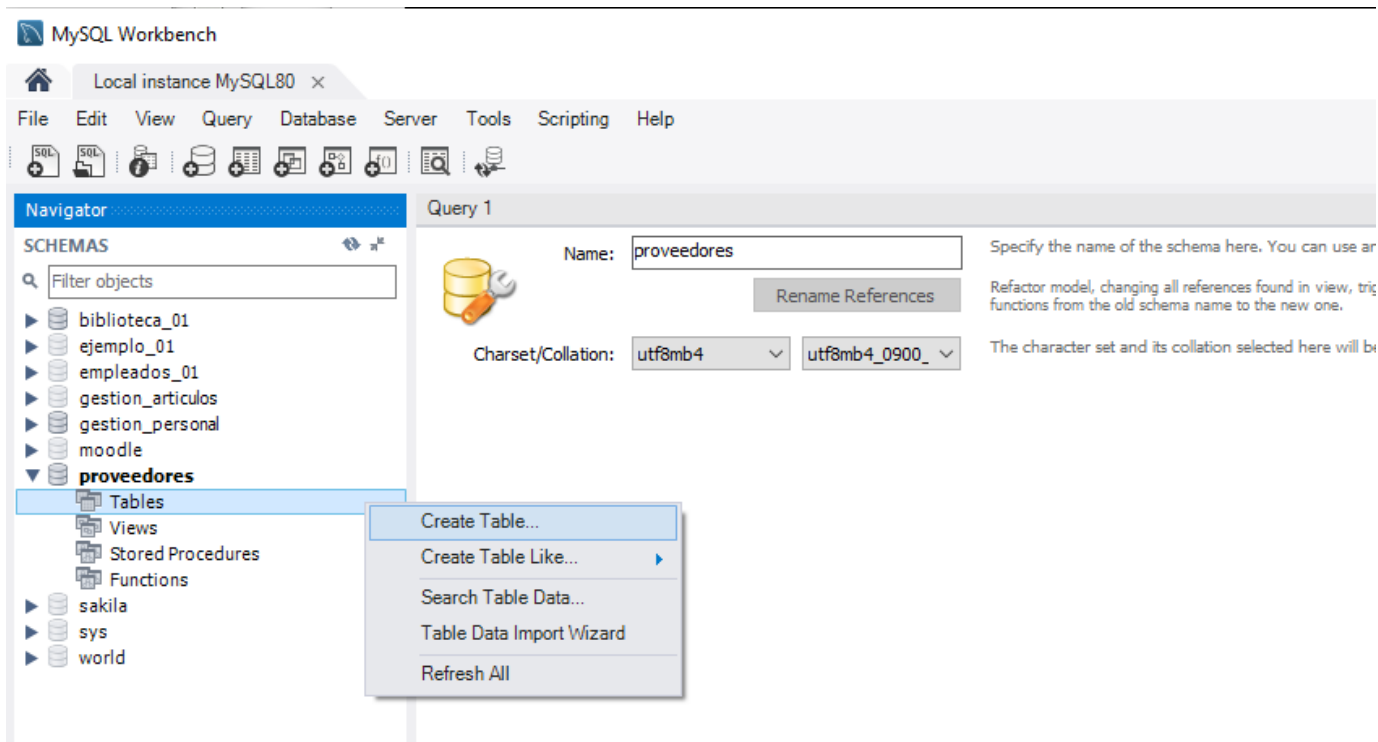 MySQL Workbench
Local instance MySQL80 ×
File Edit View Query Database Server Tools Scripting Help
SQL SQL
Navigator
Query 1
SCHEMAS
Filter objects
biblioteca_01
ejemplo_01
empleados_01
gestion_articulos
gestion_personal
moodle
proveedores
Tables
Views
Stored Procedures
Functions
sakila
sys
world
Name: proveedores
Specify the name of the schema here. You can use
Rename References
Refactor model, changing all references found in view,
functions from the old schema name to the new one.
Charset/Collation: utf8mb4 utf8mb4_0900_
The character set and its collation selected here will
Create Table...
Create Table Like...
Search Table Data...
Table Data Import Wizard
Refresh All